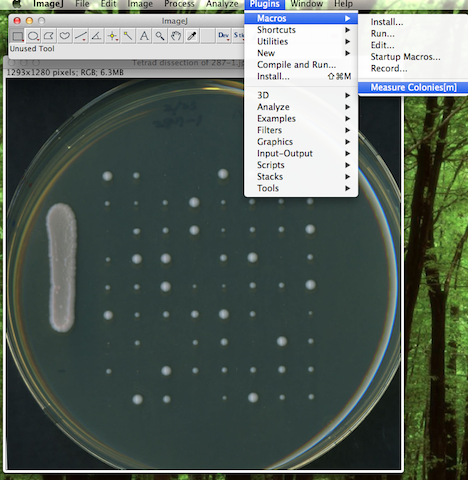 ImageJ File Edit Image Process Analyze Plugins Window Help
ImageJ
Dev Stk
Unused Tool
Tetrad dissection of 287-1.j
1293x1280 pixels; RGB; 6.3MB
Macros
Shortcuts
Utilities
New
Compile and Run...
Install... ⇧⌘M
3D
Analyze
Examples
Filters
Graphics
Input-Output
Scripts
Stacks
Tools
Install...
Run...
Edit...
Startup Macros...
Record...
Measure Colonies[m]